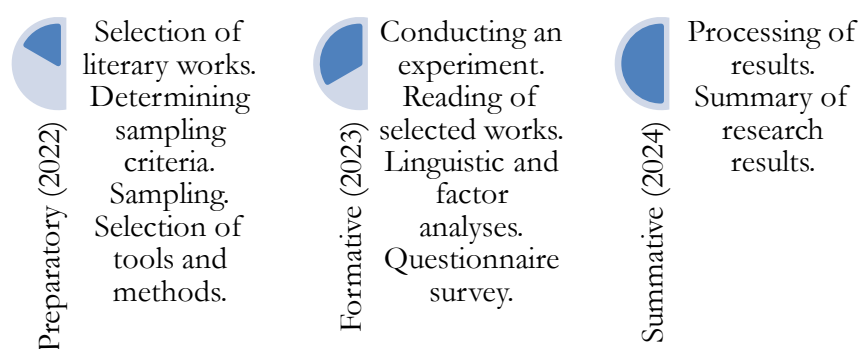 Preparatory (2022)
Selection of
literary works.
Determining
sampling
criteria.
Sampling.
Selection of
tools and
methods.
Formative (2023)
Conducting an
experiment.
Reading of
selected works.
Linguistic and
factor
analyses.
Questionnaire
survey.
Summative (2024)
Processing of
results.
Summary of
research
results.